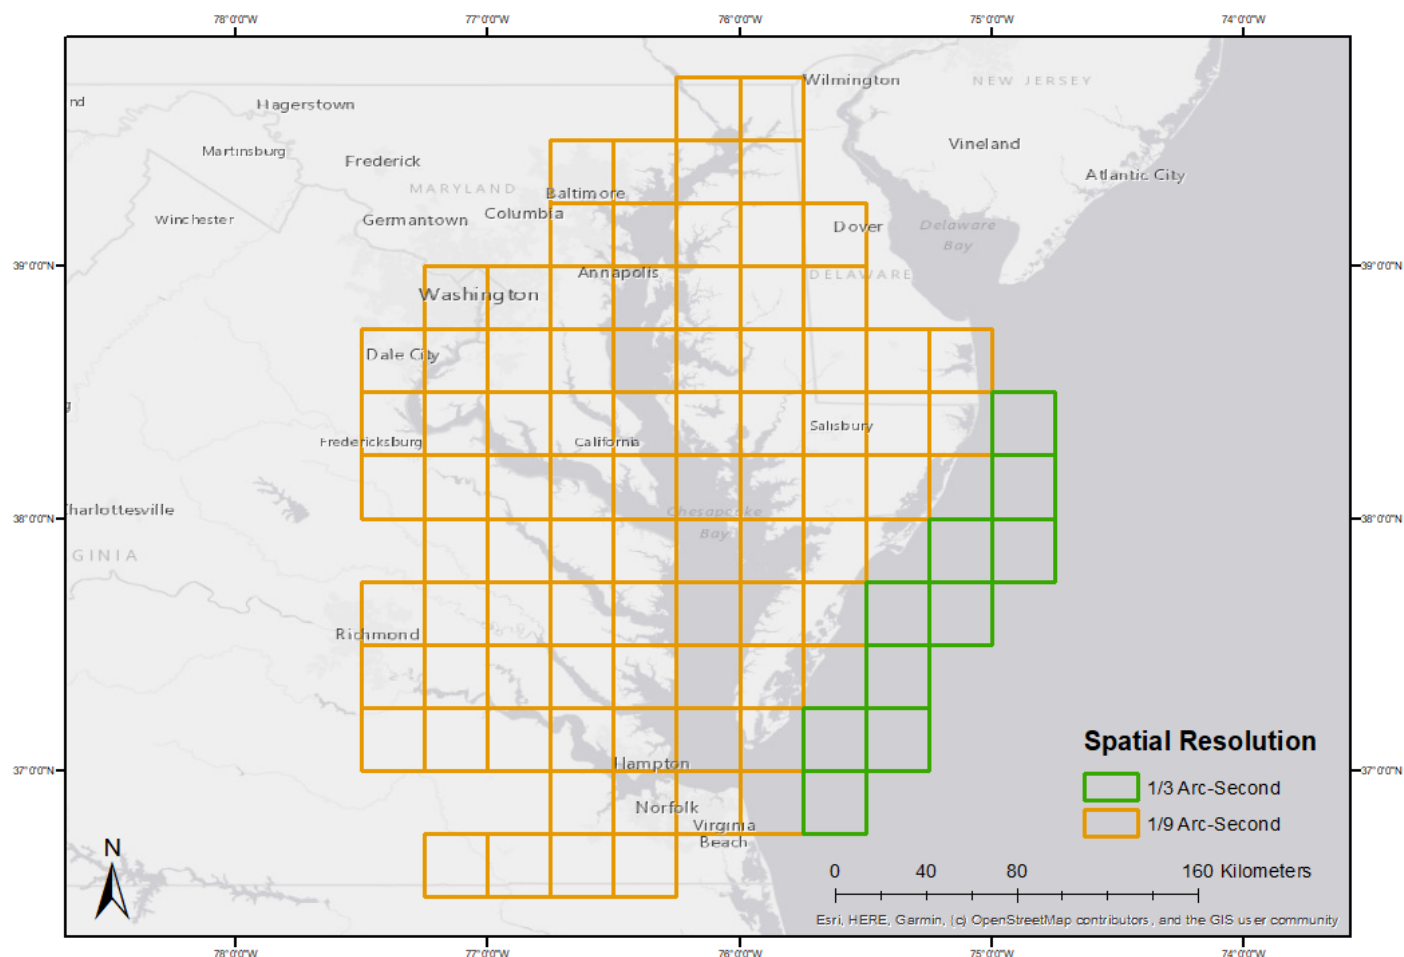 78°0'0"W 77°0'0"W 76°0'0"W 75°0'0"W 74°0'0"W
Wilmington
NEW JERSEY
nd
Hagerstown
Vineland
Martinsburg
Frederick
Atlantic City
MARYLAND
Baltimore
Columbia
Winchester
Germantown
Dover
Delaware
Bay
39°0'0"N
39°0'0"N
Annapolis
DELAWARE
Washington
Dale City
Salisbury
Fredericksburg
California
harlottesville
Chesapeake
Bay
38°0'0"N
38°0'0"N
GINIA
Richmond
Spatial Resolution
37°0'0"N
37°0'0"N
Hampton
1/3 Arc-Second
Norfolk
1/9 Arc-Second
Virginia
Beach
N
0 40 80 160 Kilometers
Esri, HERE, Garmin, (c) OpenStreetMap contributors, and the GIS user community
78°0'0"W 77°0'0"W 76°0'0"W 75°0'0"W 74°0'0"W